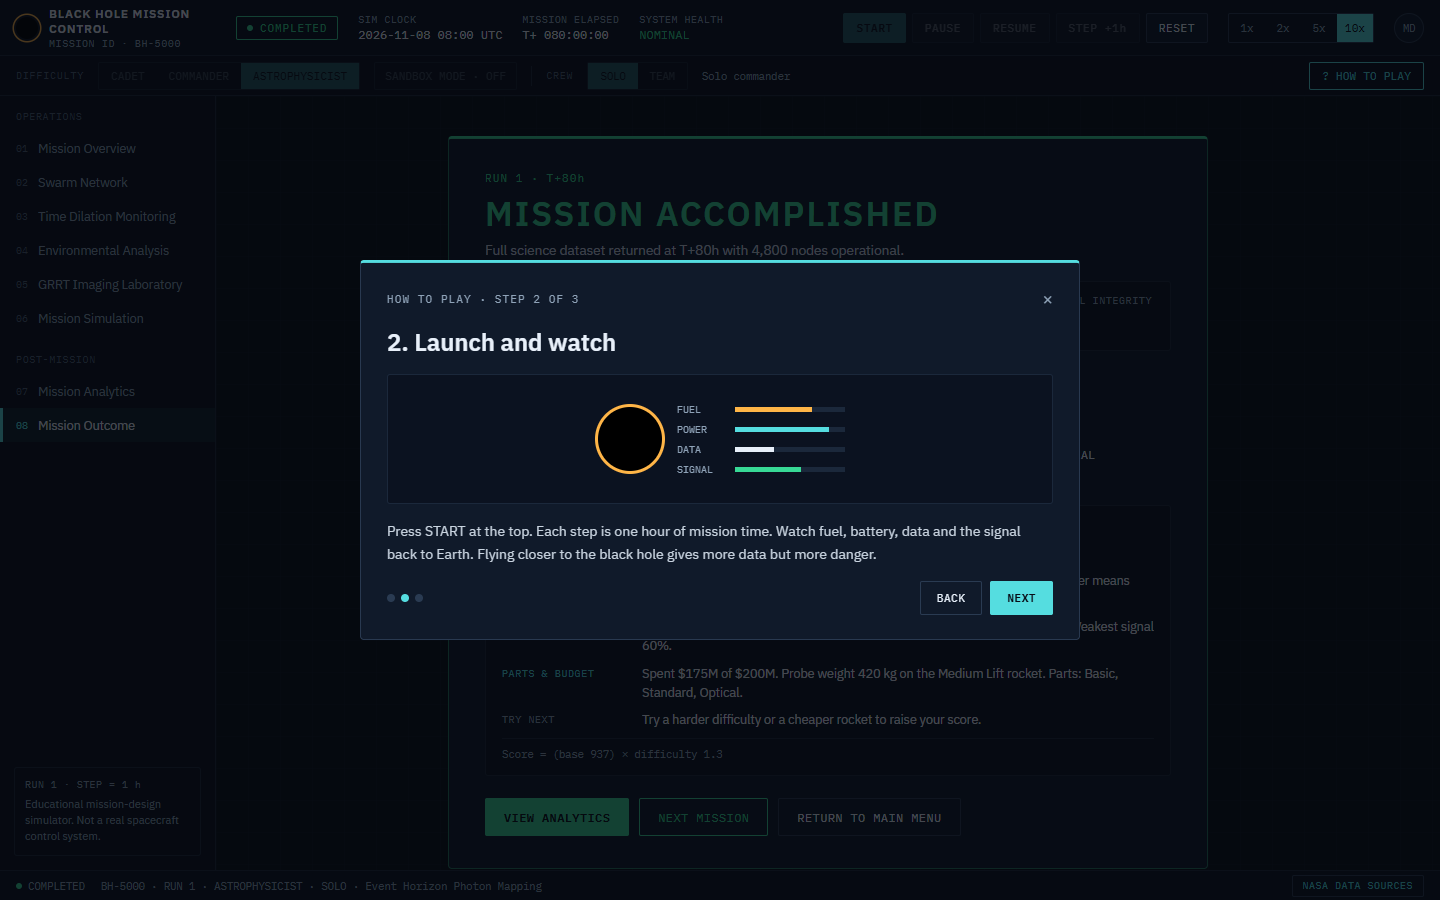 BLACK HOLE MISSION
CONTROL
MISSION ID · BH-5000
COMPLETED
SIM CLOCK
2026-11-08 08:00 UTC
MISSION ELAPSED
T+ 080:00:00
SYSTEM HEALTH
NOMINAL
START
PAUSE
RESUME
STEP +1h
RESET
1x
2x
5x
10x
MD
DIFFICULTY
CADET
COMMANDER
ASTROPHYSICIST
SANDBOX MODE · OFF
CREW
SOLO
TEAM
Solo commander
? HOW TO PLAY
OPERATIONS
01 Mission Overview
02 Swarm Network
03 Time Dilation Monitoring
04 Environmental Analysis
05 GRRT Imaging Laboratory
06 Mission Simulation
POST-MISSION
07 Mission Analytics
08 Mission Outcome
RUN 1 · STEP = 1 h
Educational mission-design
simulator. Not a real spacecraft
control system.
RUN 1 · T+80h
MISSION ACCOMPLISHED
Full science dataset returned at T+80h with 4,800 nodes operational.
L INTEGRITY
AL
er means
eakest signal
60%.
PARTS & BUDGET
Spent $175M of $200M. Probe weight 420 kg on the Medium Lift rocket. Parts: Basic,
Standard, Optical.
TRY NEXT
Try a harder difficulty or a cheaper rocket to raise your score.
Score = (base 937) × difficulty 1.3
VIEW ANALYTICS
NEXT MISSION
RETURN TO MAIN MENU
HOW TO PLAY · STEP 2 OF 3
×
2. Launch and watch
FUEL
POWER
DATA
SIGNAL
Press START at the top. Each step is one hour of mission time. Watch fuel, battery, data and the signal
back to Earth. Flying closer to the black hole gives more data but more danger.
BACK
NEXT
COMPLETED
BH-5000 · RUN 1 · ASTROPHYSICIST · SOLO · Event Horizon Photon Mapping
NASA DATA SOURCES